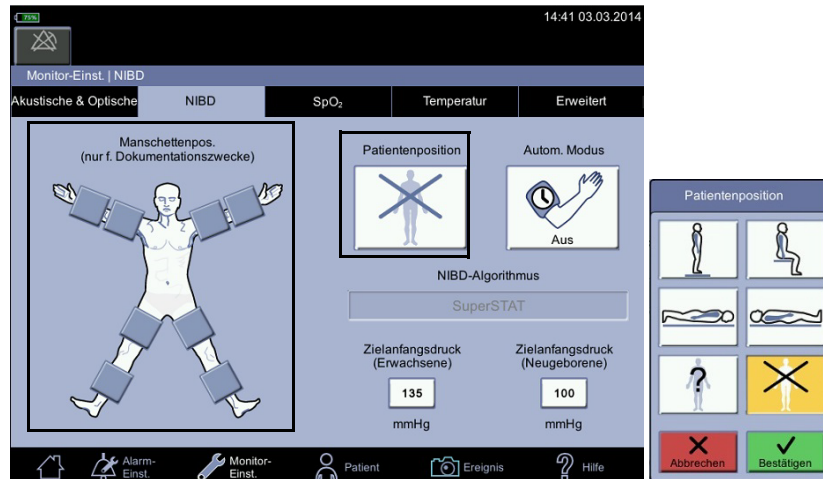 75%
14:41 03.03.2014
Monitor-Einst. | NIBD
Akustische & Optische
NIBD
SpO₂
Temperatur
Erweitert
Manschettenpos.
(nur f. Dokumentationszwecke)
Patientenposition
Autom. Modus
Aus
NIBD-Algorithmus
SuperSTAT
Zielanfangsdruck
(Erwachsene)
Zielanfangsdruck
(Neugeborene)
135
100
mmHg
mmHg
Alarm-
Einst.
Monitor-
Einst.
Patient
Ereignis
Hilfe
Patientenposition
?
Abbrechen
Bestätigen